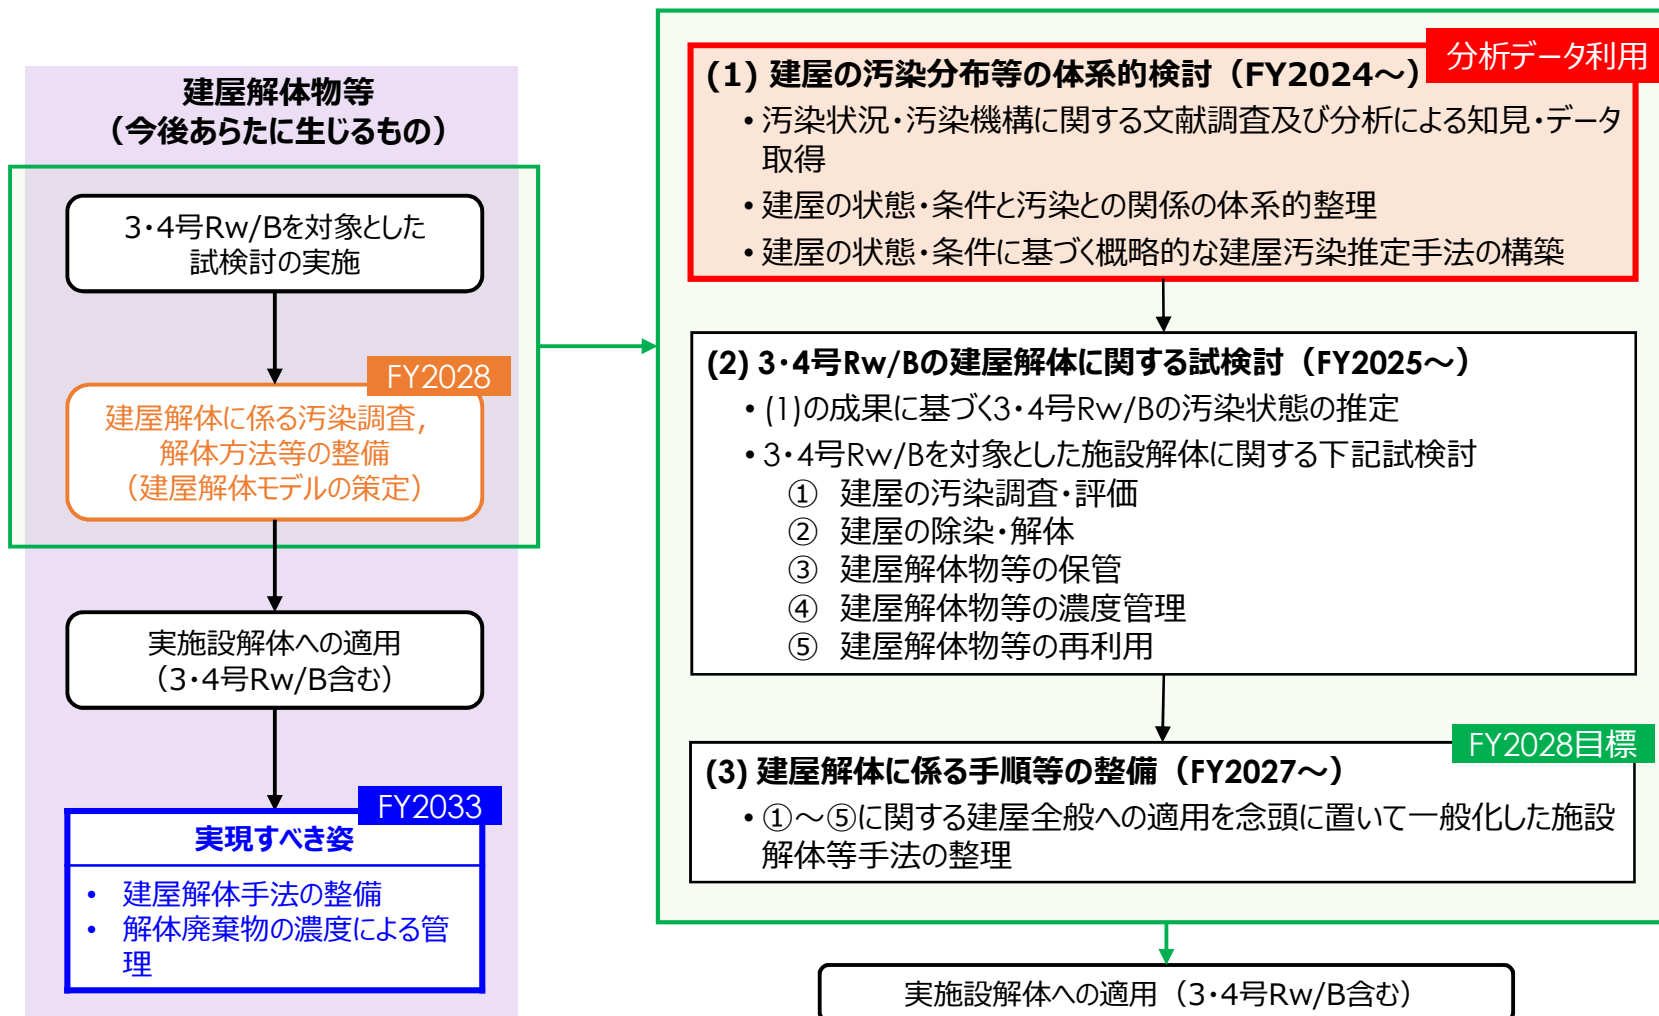 建屋解体物等
（今後あらたに生じるもの）
3・4号Rw/Bを対象とした
試検討の実施
FY2028
建屋解体に係る汚染調査,
解体方法等の整備
（建屋解体モデルの策定）
実施設解体への適用
（3・4号Rw/B含む）
FY2033
実現すべき姿
• 建屋解体手法の整備
• 解体廃棄物の濃度による管
理
分析データ利用
(1) 建屋の汚染分布等の体系的検討（FY2024～）
• 汚染状況・汚染機構に関する文献調査及び分析による知見・データ
取得
• 建屋の状態・条件と汚染との関係の体系的整理
• 建屋の状態・条件に基づく概略的な建屋汚染推定手法の構築
(2) 3・4号Rw/Bの建屋解体に関する試検討（FY2025～）
• (1)の成果に基づく3・4号Rw/Bの汚染状態の推定
• 3・4号Rw/Bを対象とした施設解体に関する下記試検討
① 建屋の汚染調査・評価
② 建屋の除染・解体
③ 建屋解体物等の保管
④ 建屋解体物等の濃度管理
⑤ 建屋解体物等の再利用
FY2028目標
(3) 建屋解体に係る手順等の整備（FY2027～）
• ①～⑤に関する建屋全般への適用を念頭に置いて一般化した施設
解体等手法の整理
実施設解体への適用（3・4号Rw/B含む）